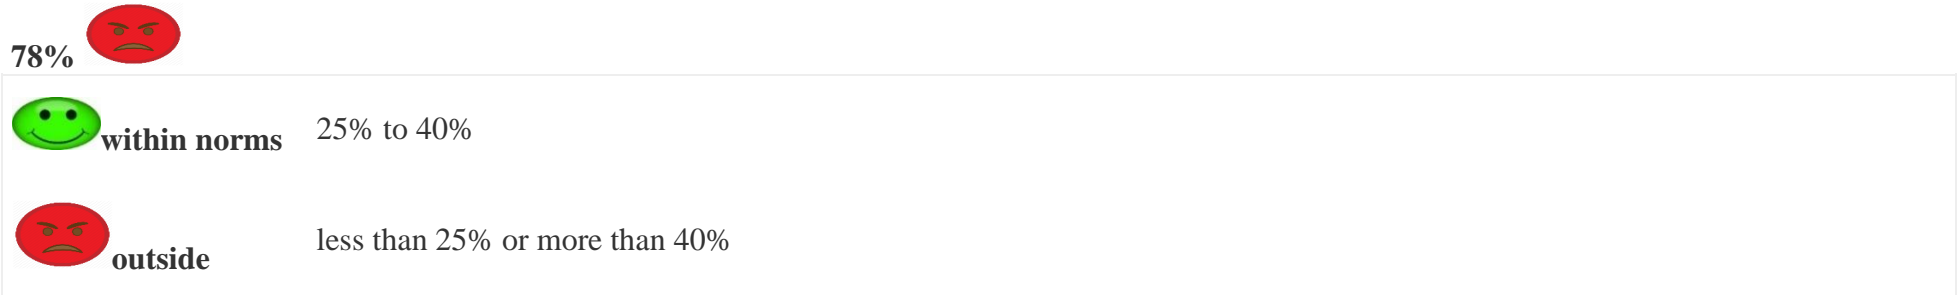 78%
within norms 25% to 40%
outside less than 25% or more than 40%